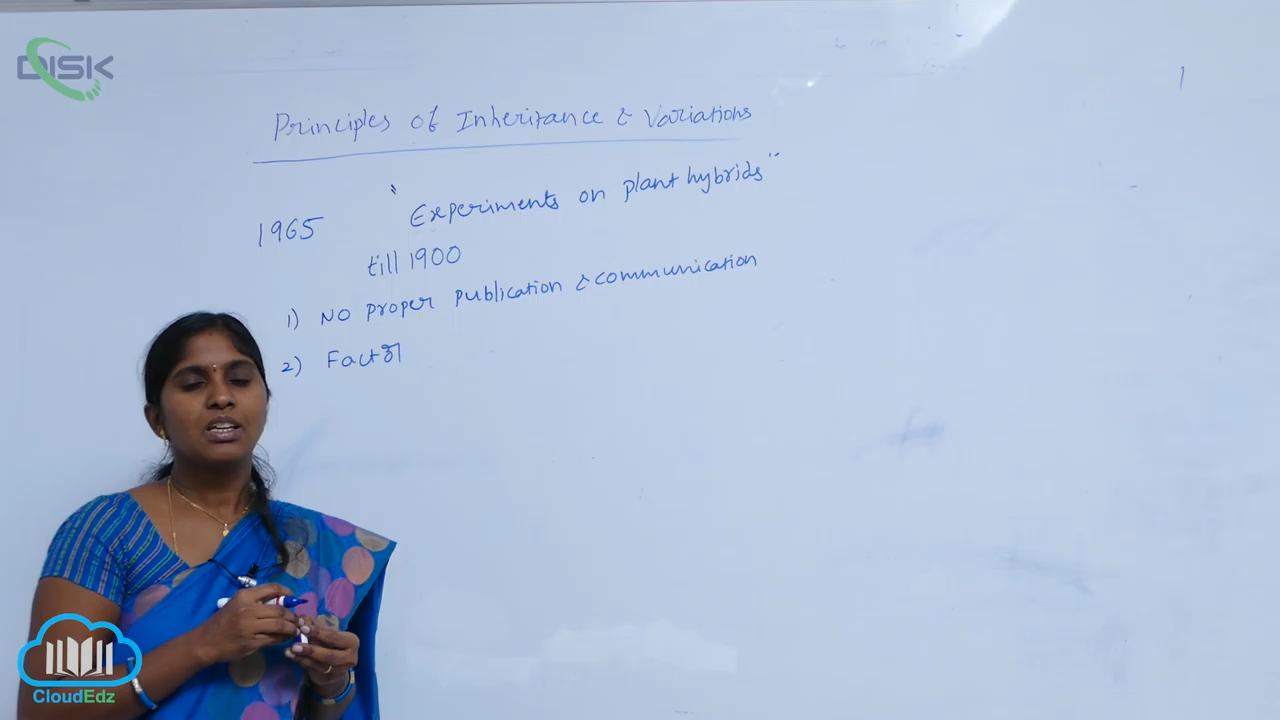 DISK
Principles of Inheritance & Variations
1965 "Experiments on plant hybrids"
till 1900
1) No proper publication & communication
2) Factor
CloudEdz